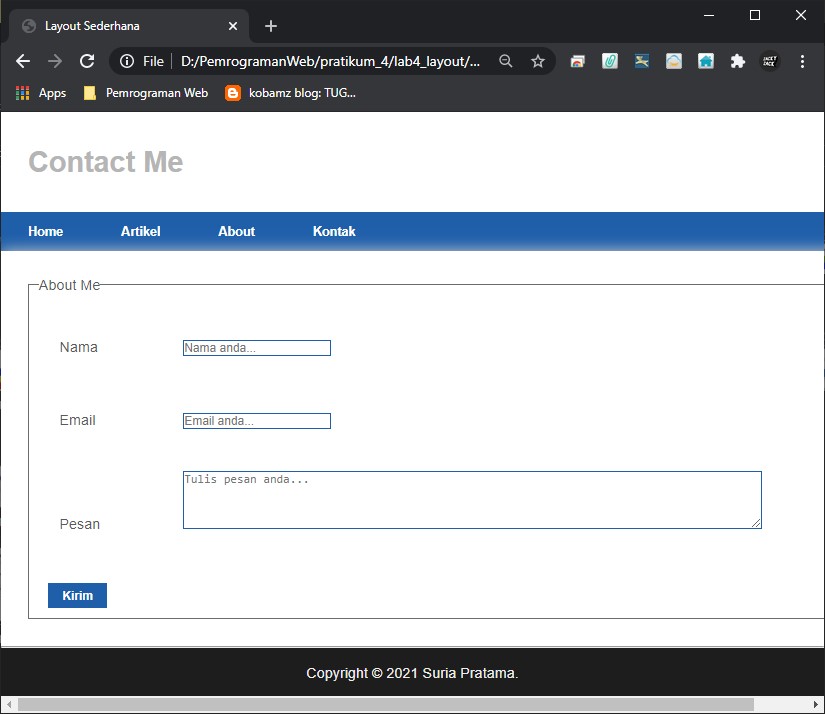 Layout Sederhana
File D:/PemrogramanWeb/pratikum_4/lab4_layout/...
Apps Pemrograman Web kobamz blog: TUG...
Contact Me
Home Artikel About Kontak
About Me
Nama Nama anda...
Email Email anda...
Tulis pesan anda...
Pesan
Kirim
Copyright © 2021 Suria Pratama.